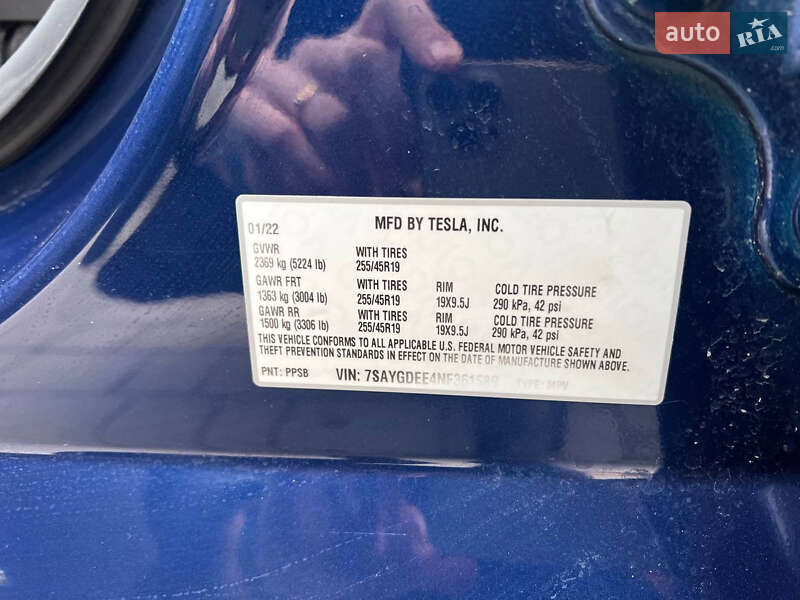 auto RIA
.com
01/22 MFD BY TESLA, INC.
GVWR WITH TIRES
2369 kg (5224 lb) 255/45R19
GAWR FRT WITH TIRES RIM COLD TIRE PRESSURE
1363 kg (3004 lb) 255/45R19 19X9.5J 290 kPa, 42 psi
GAWR RR WITH TIRES RIM COLD TIRE PRESSURE
1500 kg (3306 lb) 255/45R19 19X9.5J 290 kPa, 42 psi
THIS VEHICLE CONFORMS TO ALL APPLICABLE U.S. FEDERAL MOTOR VEHICLE SAFETY AND
THEFT PREVENTION STANDARDS IN EFFECT ON THE DATE OF MANUFACTURE SHOWN ABOVE.
PNT: PPSB VIN: 7SAYGDEE4NF361589 TYPE: MPV